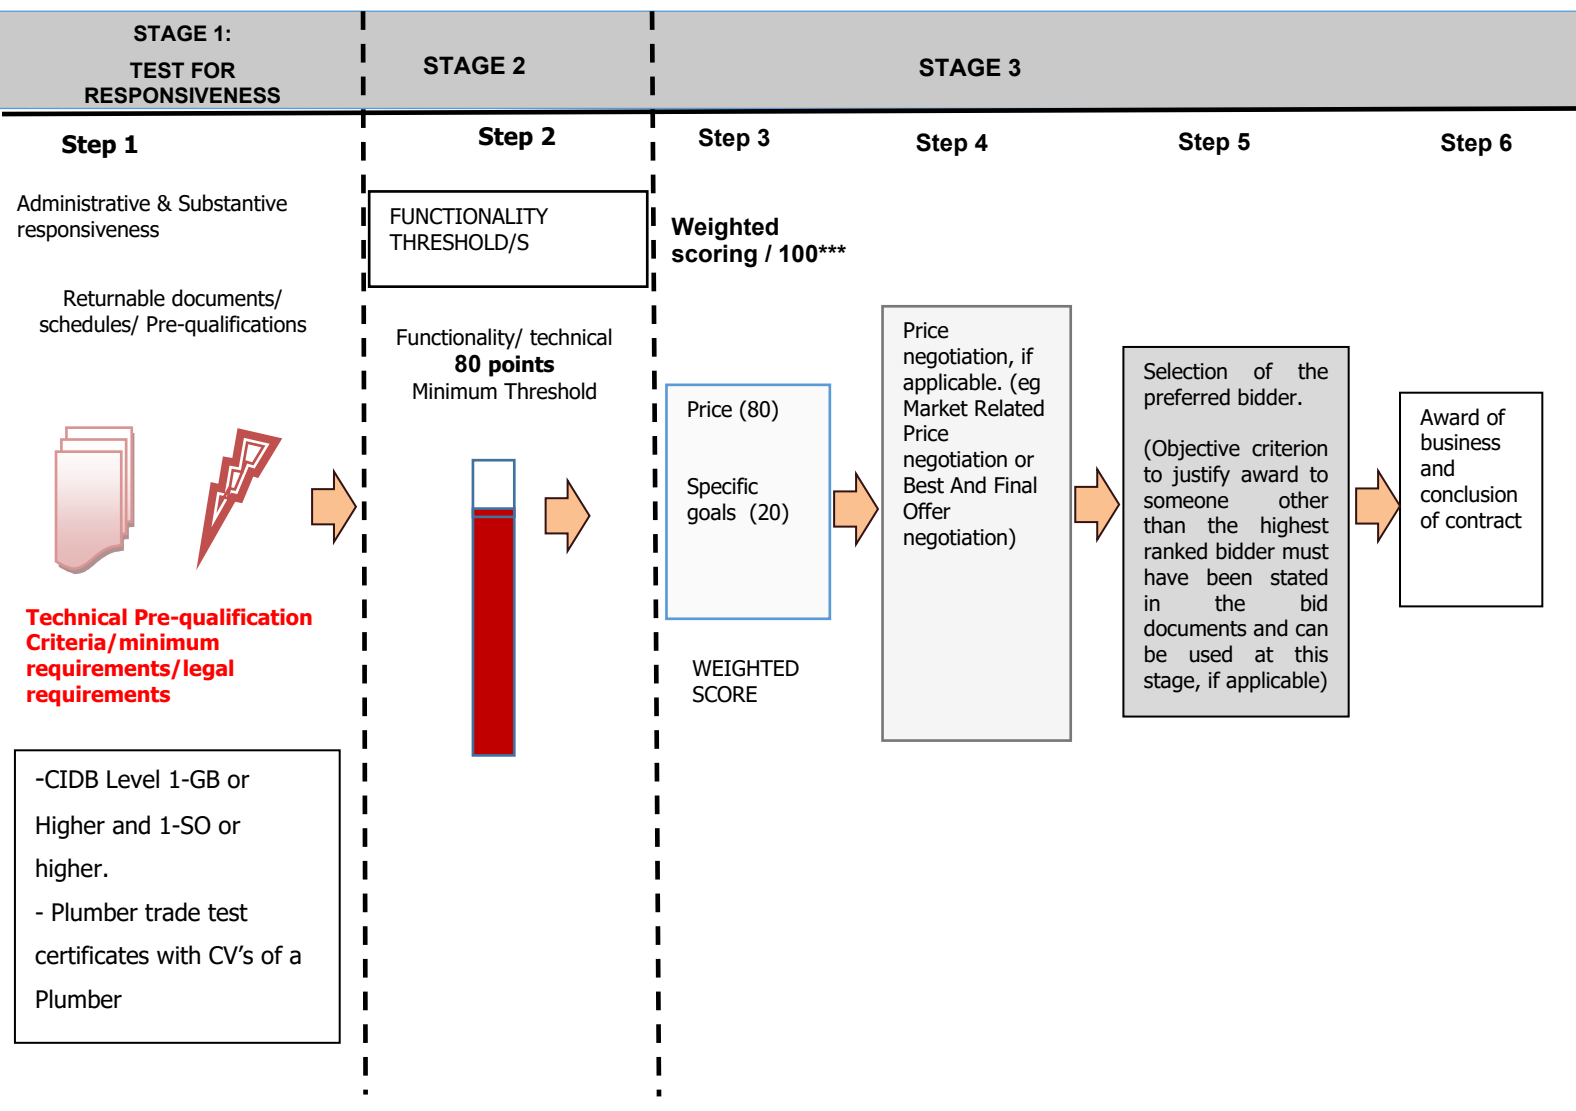 STAGE 1:
TEST FOR
RESPONSIVENESS
STAGE 2
STAGE 3
Step 1
Step 2
Step 3
Step 4
Step 5
Step 6
Administrative & Substantive
responsiveness
Returnable documents/
schedules/ Pre-qualifications
Technical Pre-qualification
Criteria/minimum
requirements/legal
requirements
-CIDB Level 1-GB or
Higher and 1-SO or
higher.
- Plumber trade test
certificates with CV’s of a
Plumber
FUNCTIONALITY
THRESHOLD/S
Functionality/ technical
80 points
Minimum Threshold
Weighted
scoring / 100***
Price (80)
Specific
goals (20)
WEIGHTED
SCORE
Price
negotiation, if
applicable. (eg
Market Related
Price
negotiation or
Best And Final
Offer
negotiation)
Selection of the
preferred bidder.
(Objective criterion
to justify award to
someone other
than the highest
ranked bidder must
have been stated
in the bid
documents and can
be used at this
stage, if applicable)
Award of
business
and
conclusion
of contract